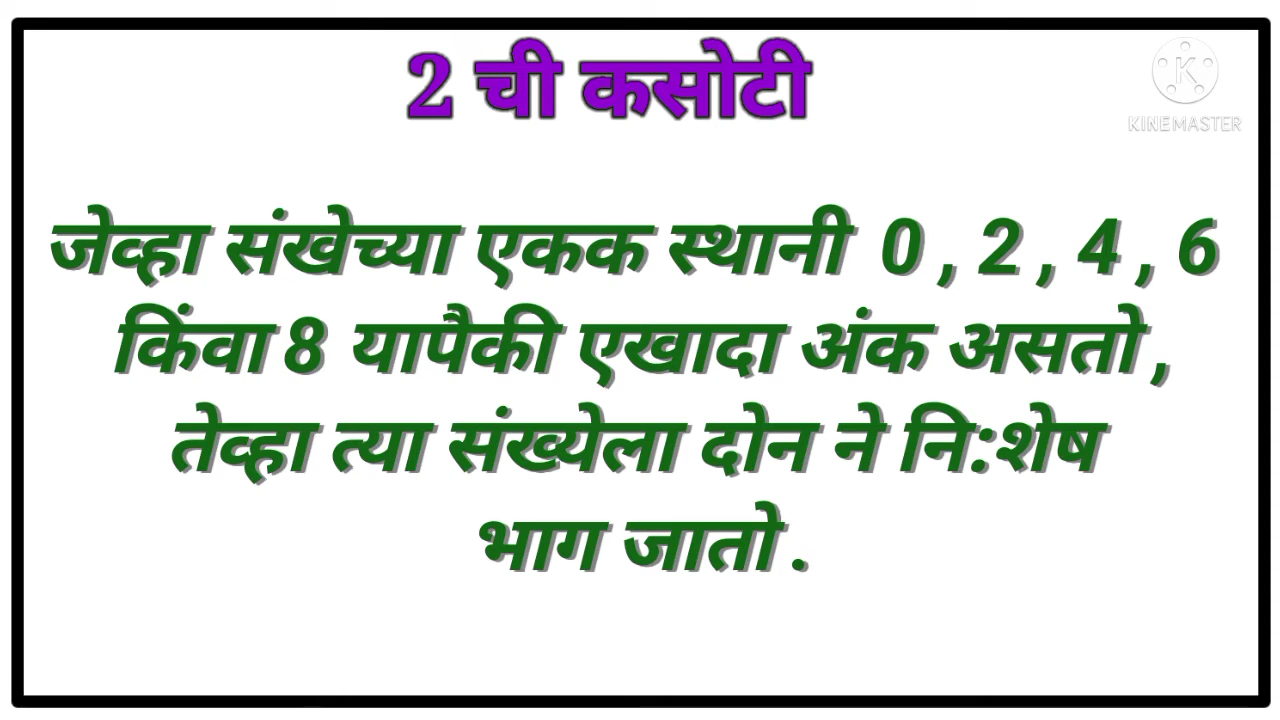 2 ची कसोटी
KINEMASTER
जेव्हा संखेच्या एकक स्थानी 0 , 2 , 4 , 6
किंवा 8 यापैकी एखादा अंक असतो ,
तेव्हा त्या संख्येला दोन ने नि:शेष
भाग जातो .